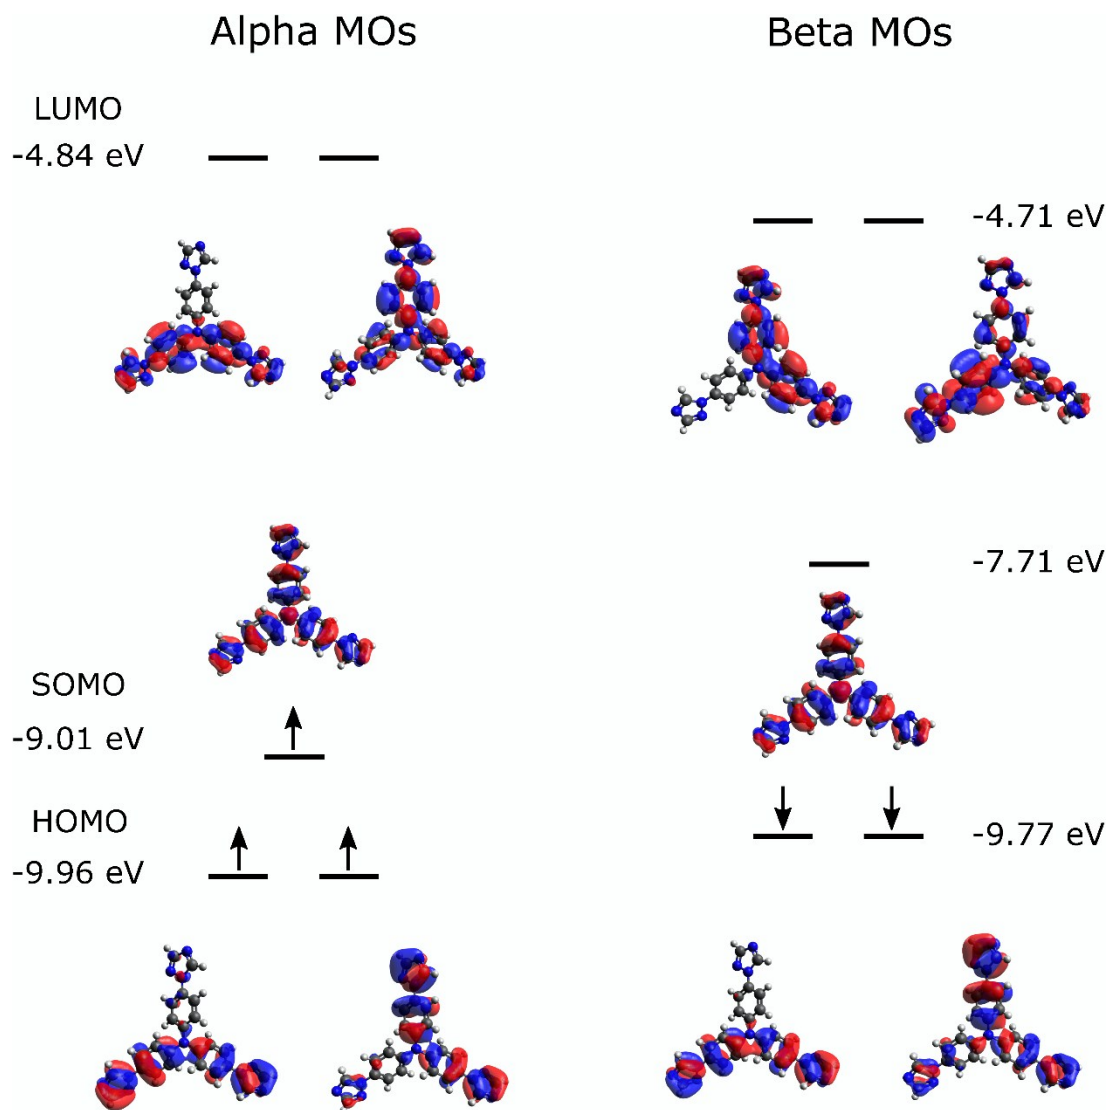 Alpha MOs
Beta MOs
LUMO
-4.84 eV
-4.71 eV
-7.71 eV
SOMO
-9.01 eV
HOMO
-9.77 eV
-9.96 eV